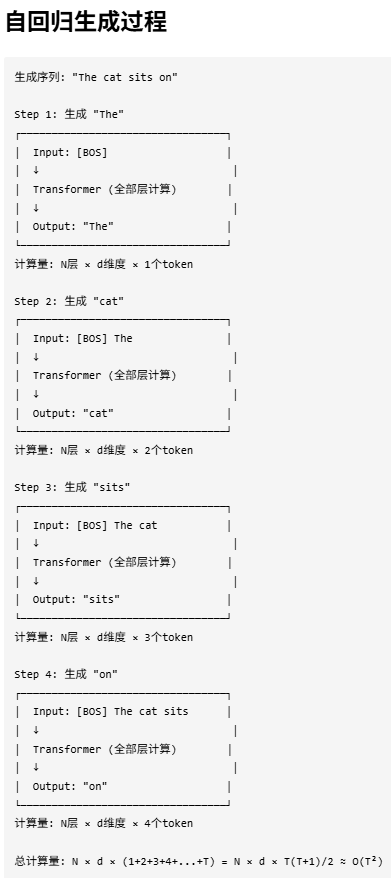 自回归生成过程
生成序列: "The cat sits on"
Step 1: 生成 "The"
Input: [BOS]
↓
Transformer (全部层计算)
↓
Output: "The"
计算量: N层 × d维度 × 1个token
Step 2: 生成 "cat"
Input: [BOS] The
↓
Transformer (全部层计算)
↓
Output: "cat"
计算量: N层 × d维度 × 2个token
Step 3: 生成 "sits"
Input: [BOS] The cat
↓
Transformer (全部层计算)
↓
Output: "sits"
计算量: N层 × d维度 × 3个token
Step 4: 生成 "on"
Input: [BOS] The cat sits
↓
Transformer (全部层计算)
↓
Output: "on"
计算量: N层 × d维度 × 4个token
总计算量: N × d × (1+2+3+4+...+T) = N × d × T(T+1)/2 ≈ O(T²)